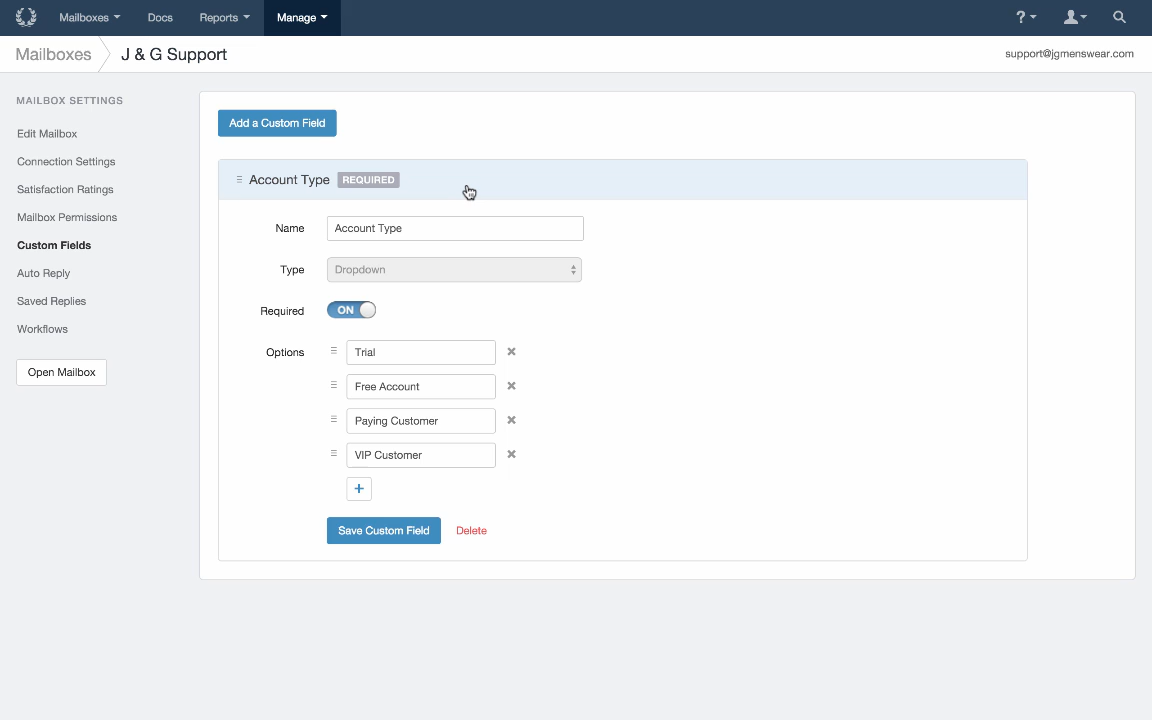 Mailboxes Docs Reports Manage ?
Mailboxes J & G Support support@jgmenswear.com
MAILBOX SETTINGS
Edit Mailbox
Connection Settings
Satisfaction Ratings
Mailbox Permissions
Custom Fields
Auto Reply
Saved Replies
Workflows
Open Mailbox
Add a Custom Field
Account Type REQUIRED
Name Account Type
Type Dropdown
Required ON
Options Trial
Free Account
Paying Customer
VIP Customer
+
Save Custom Field Delete